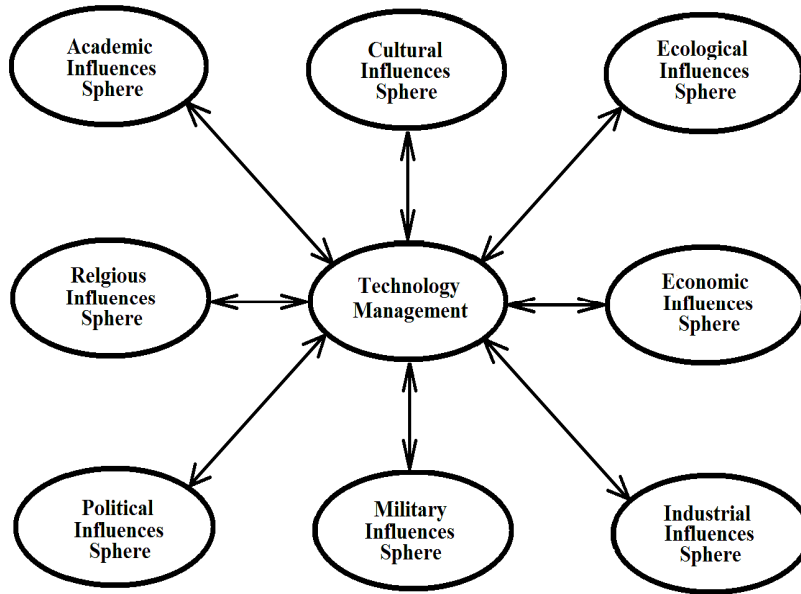 Academic
Influences
Sphere
Cultural
Influences
Sphere
Ecological
Influences
Sphere
Relgious
Influences
Sphere
Technology
Management
Economic
Influences
Sphere
Political
Influences
Sphere
Military
Influences
Sphere
Industrial
Influences
Sphere